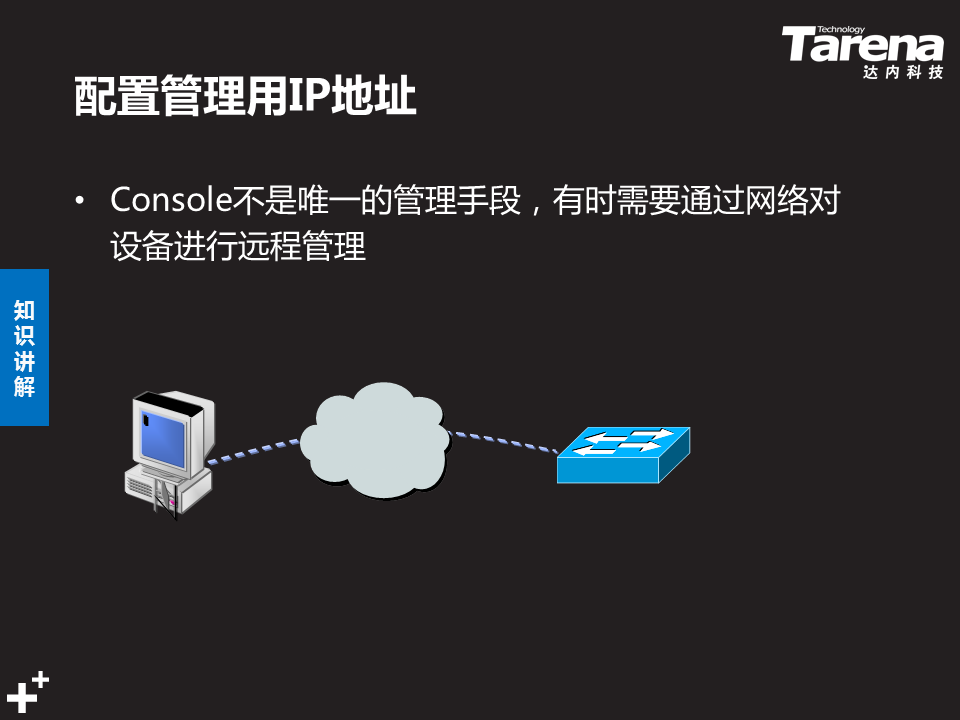 Technology
Tarena
达内科技
配置管理用IP地址
• Console不是唯一的管理手段，有时需要通过网络对
设备进行远程管理
知
识
讲
解